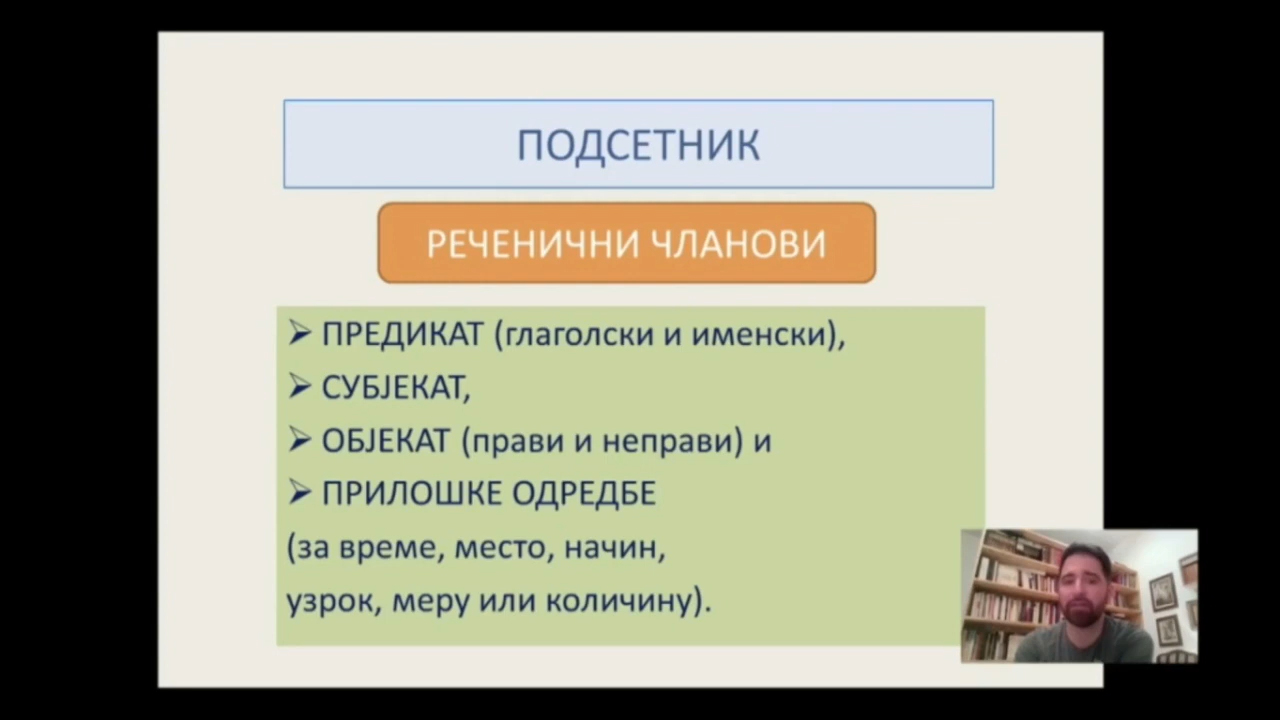 ПОДСЕТНИК
РЕЧЕНИЧНИ ЧЛАНОВИ
➢ ПРЕДИКАТ (глаголски и именски),
➢ СУБЈЕКАТ,
➢ ОБЈЕКАТ (прави и неправи) и
➢ ПРИЛОШКЕ ОДРЕДБЕ
(за време, место, начин,
узрок, меру или количину).